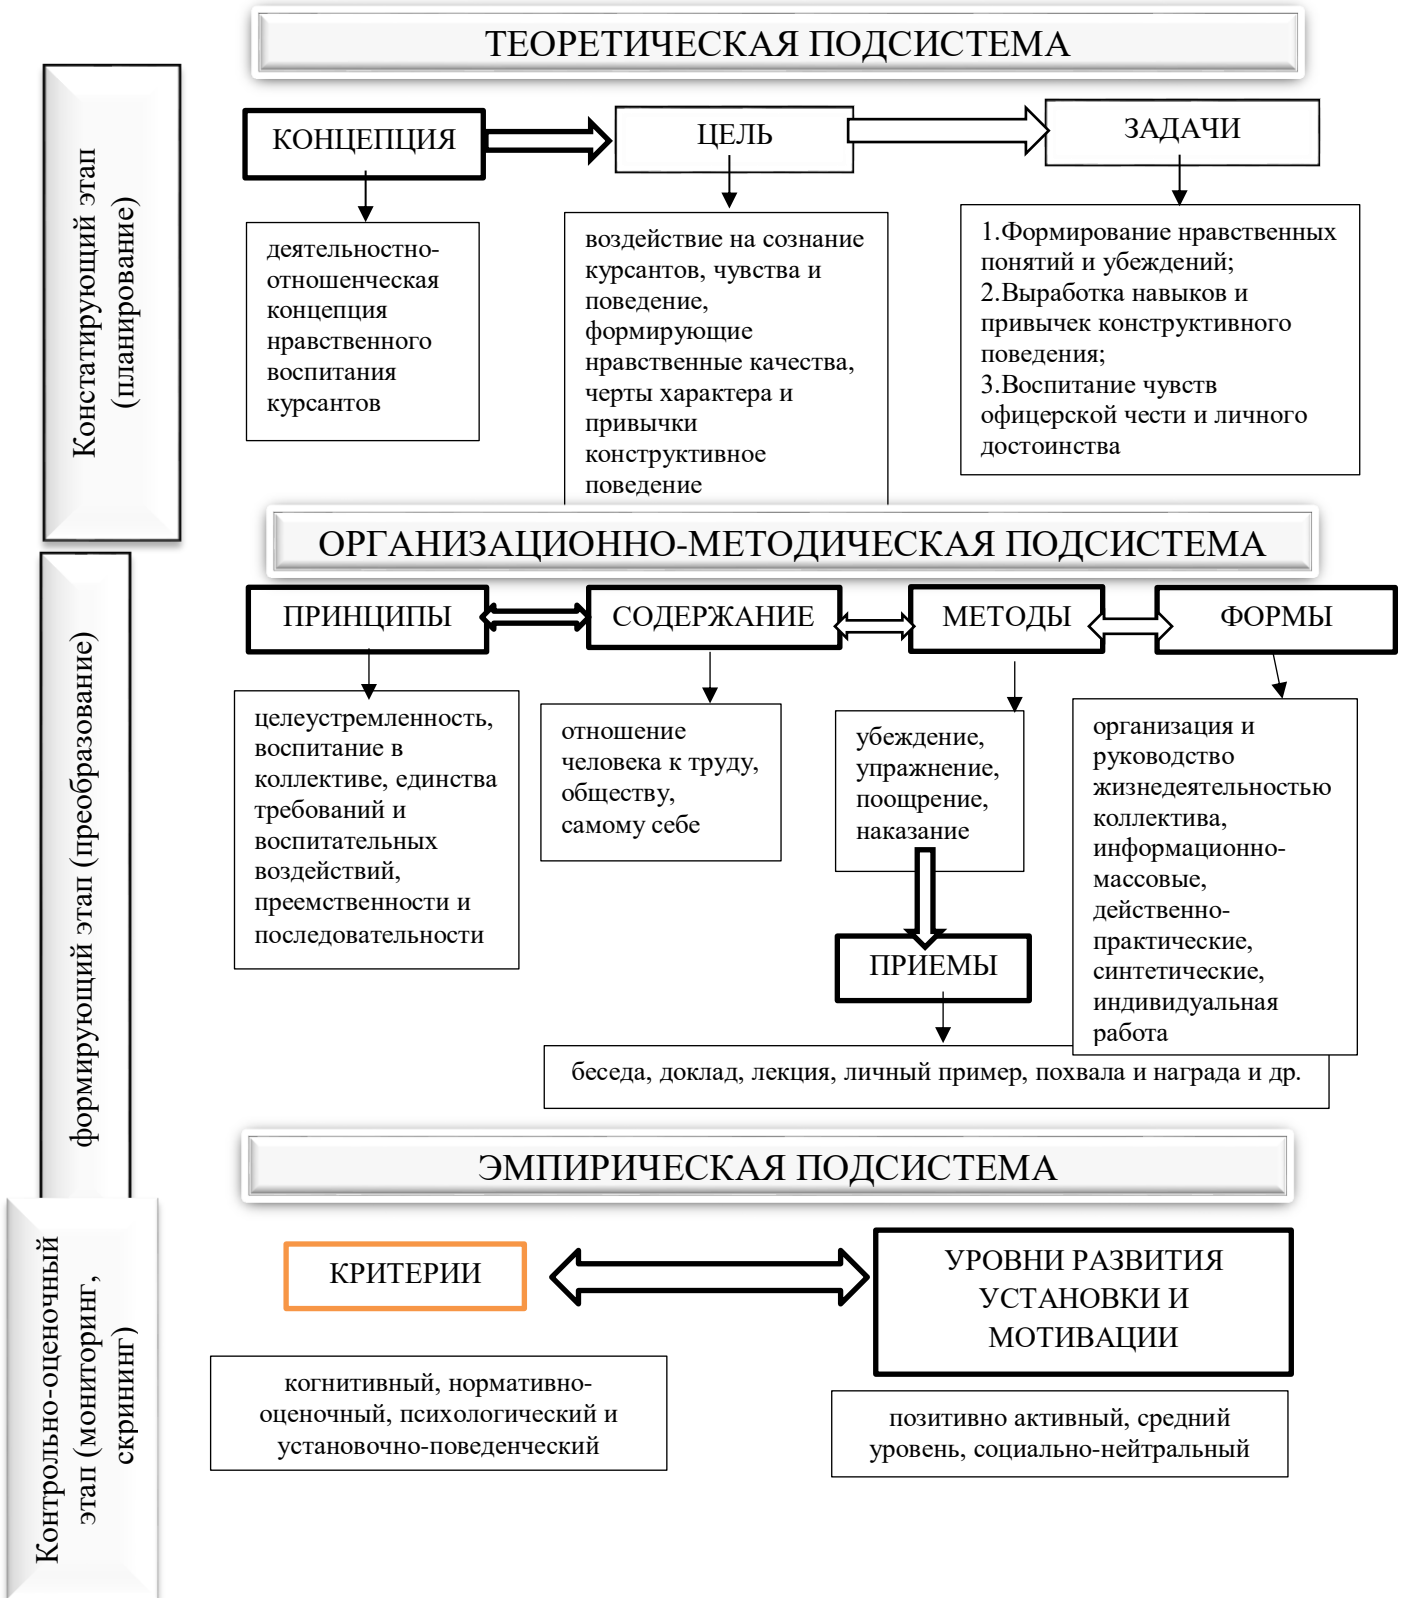 ТЕОРЕТИЧЕСКАЯ ПОДСИСТЕМА
Констатирующий этап
(планирование)
КОНЦЕПЦИЯ
ЦЕЛЬ
ЗАДАЧИ
деятельностно-
отношенческая
концепция
нравственного
воспитания
курсантов
воздействие на сознание
курсантов, чувства и
поведение,
формирующие
нравственные качества,
черты характера и
привычки
конструктивное
поведение
1.Формирование нравственных
понятий и убеждений;
2.Выработка навыков и
привычек конструктивного
поведения;
3.Воспитание чувств
офицерской чести и личного
достоинства
ОРГАНИЗАЦИОННО-МЕТОДИЧЕСКАЯ ПОДСИСТЕМА
формирующий этап (преобразование)
ПРИНЦИПЫ
СОДЕРЖАНИЕ
МЕТОДЫ
ФОРМЫ
целеустремленность,
воспитание в
коллективе, единства
требований и
воспитательных
воздействий,
преемственности и
последовательности
отношение
человека к труду,
обществу,
самому себе
убеждение,
упражнение,
поощрение,
наказание
организация и
руководство
жизнедеятельностью
коллектива,
информационно-
массовые,
действенно-
практические,
синтетические,
индивидуальная
работа
ПРИЕМЫ
беседа, доклад, лекция, личный пример, похвала и награда и др.
ЭМПИРИЧЕСКАЯ ПОДСИСТЕМА
Контрольно-оценочный
этап (мониторинг,
скрининг)
КРИТЕРИИ
УРОВНИ РАЗВИТИЯ
УСТАНОВКИ И
МОТИВАЦИИ
когнитивный, нормативно-
оценочный, психологический и
установочно-поведенческий
позитивно активный, средний
уровень, социально-нейтральный